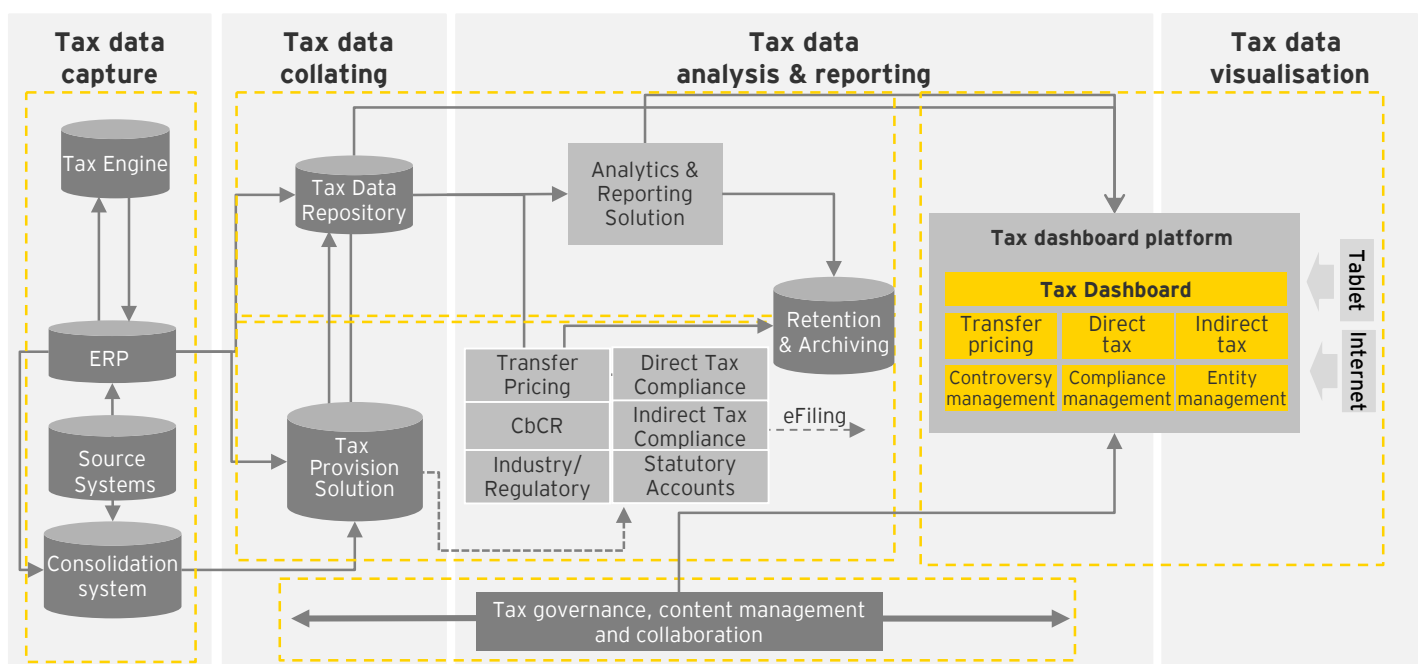 Tax data
capture
Tax data
collating
Tax data
analysis & reporting
Tax data
visualisation
Tax Engine
ERP
Source
Systems
Consolidation
system
Tax Data
Repository
Tax
Provision
Solution
Analytics &
Reporting
Solution
Retention
& Archiving
Transfer
Pricing
Direct Tax
Compliance
CbCR
Indirect Tax
Compliance
Industry/
Regulatory
Statutory
Accounts
eFiling
Tax dashboard platform
Tax Dashboard
Transfer
pricing
Direct
tax
Indirect
tax
Controversy
management
Compliance
management
Entity
management
Tablet
Internet
Tax governance, content management
and collaboration